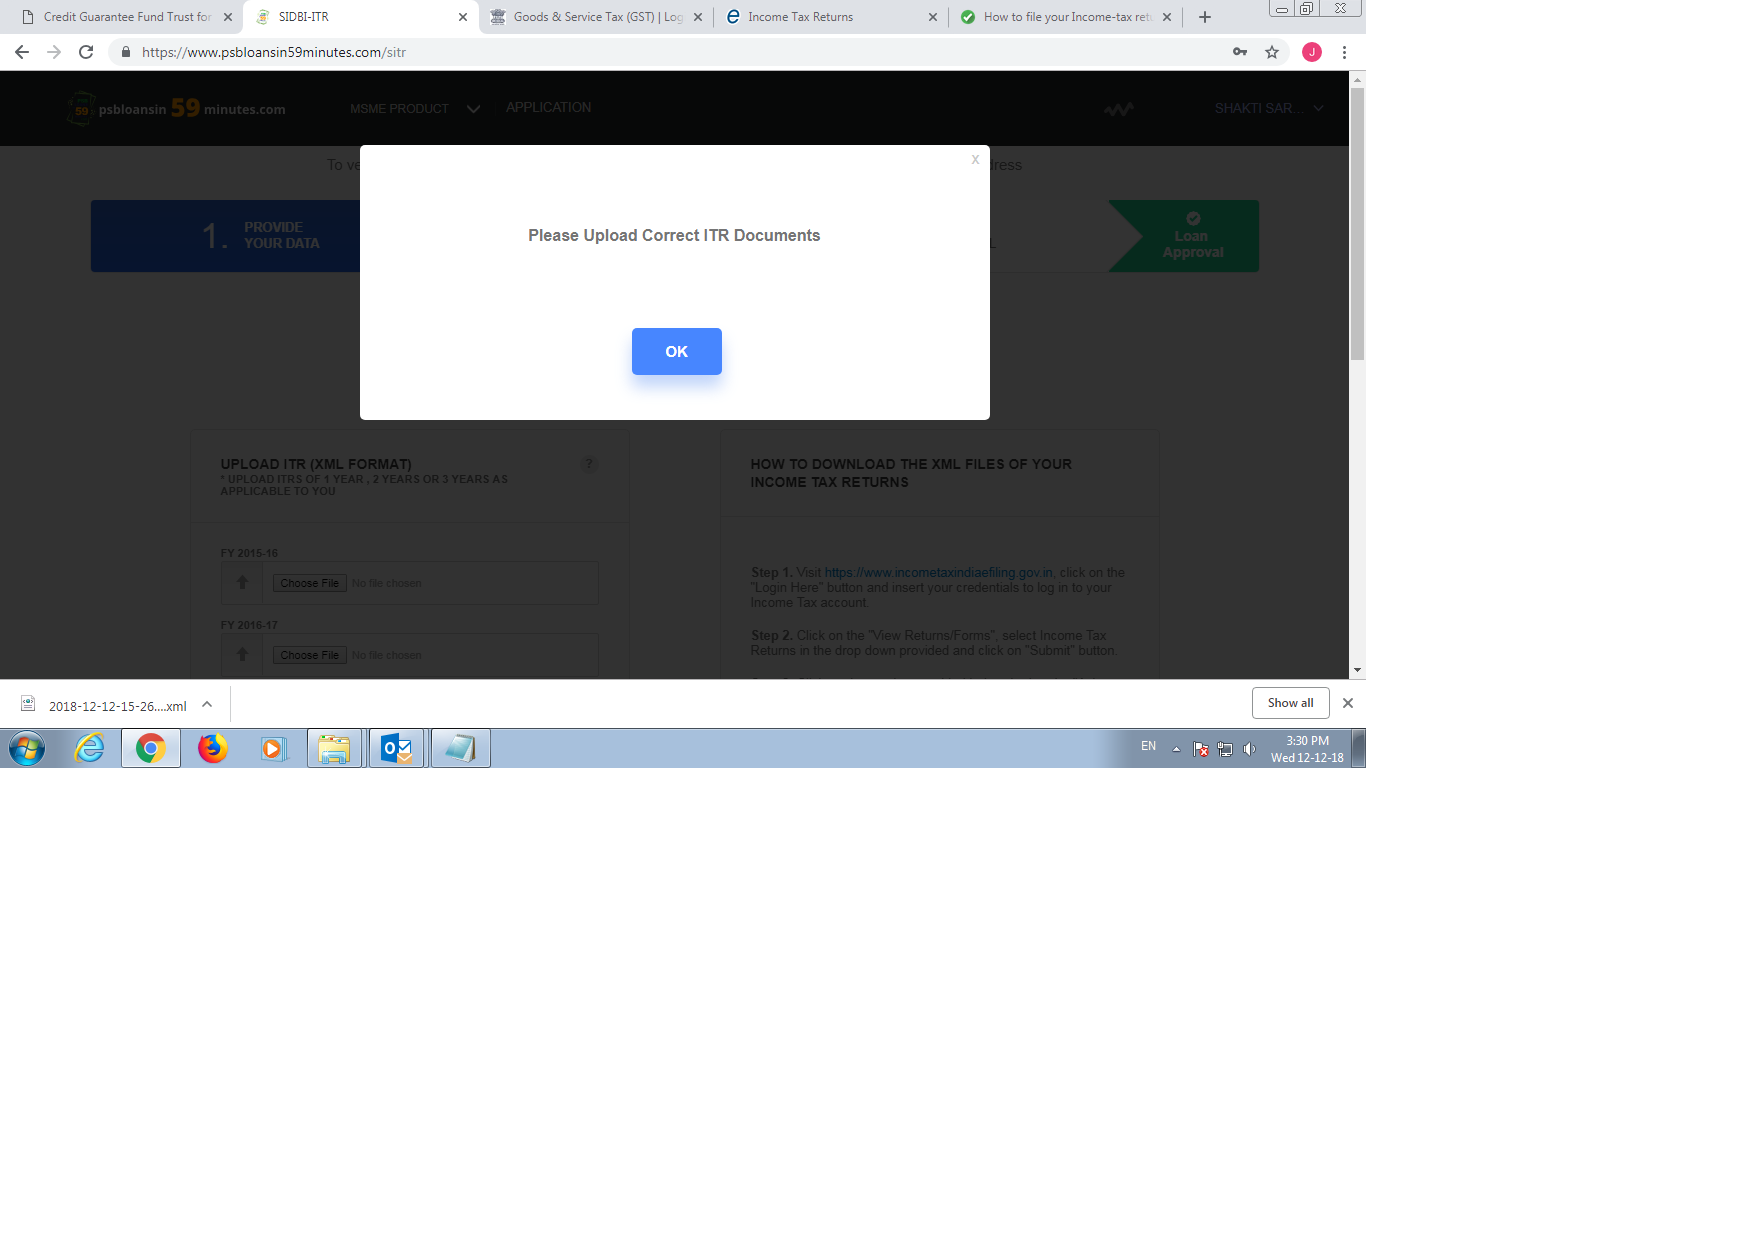 Credit Guarantee Fund Trust for
SIDBI-ITR
Goods & Service Tax (GST) | Log
Income Tax Returns
How to file your Income-tax retu
https://www.psbloansin59minutes.com/sitr
J
59 psbloansin 59 minutes.com
MSME PRODUCT
APPLICATION
SHAKTI SAR...
To ve
dress
X
1. PROVIDE
YOUR DATA
Loan
Approval
Please Upload Correct ITR Documents
OK
UPLOAD ITR (XML FORMAT)
?
* UPLOAD ITRS OF 1 YEAR , 2 YEARS OR 3 YEARS AS
APPLICABLE TO YOU
FY 2015-16
Choose File No file chosen
FY 2016-17
Choose File No file chosen
HOW TO DOWNLOAD THE XML FILES OF YOUR
INCOME TAX RETURNS
Step 1. Visit https://www.incometaxindiaefiling.gov.in, click on the
"Login Here" button and insert your credentials to log in to your
Income Tax account.
Step 2. Click on the "View Returns/Forms", select Income Tax
Returns in the drop down provided and click on "Submit" button.
2018-12-12-15-26....xml
Show all
EN
3:30 PM
Wed 12-12-18